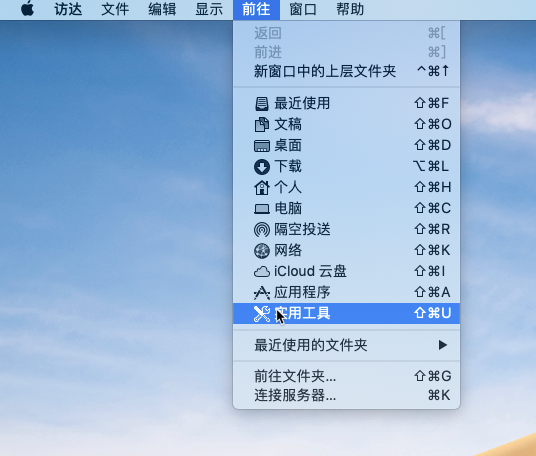 访达 文件 编辑 显示 前往 窗口 帮助
返回 ⌘[
前进 ⌘]
新窗口中的上层文件夹 ^⌘↑
最近使用 ⇧⌘F
文稿 ⇧⌘O
桌面 ⇧⌘D
下载 ⌥⌘L
个人 ⇧⌘H
电脑 ⇧⌘C
隔空投送 ⇧⌘R
网络 ⇧⌘K
iCloud 云盘 ⇧⌘I
应用程序 ⇧⌘A
实用工具 ⇧⌘U
最近使用的文件夹 ▶
前往文件夹... ⇧⌘G
连接服务器... ⌘K